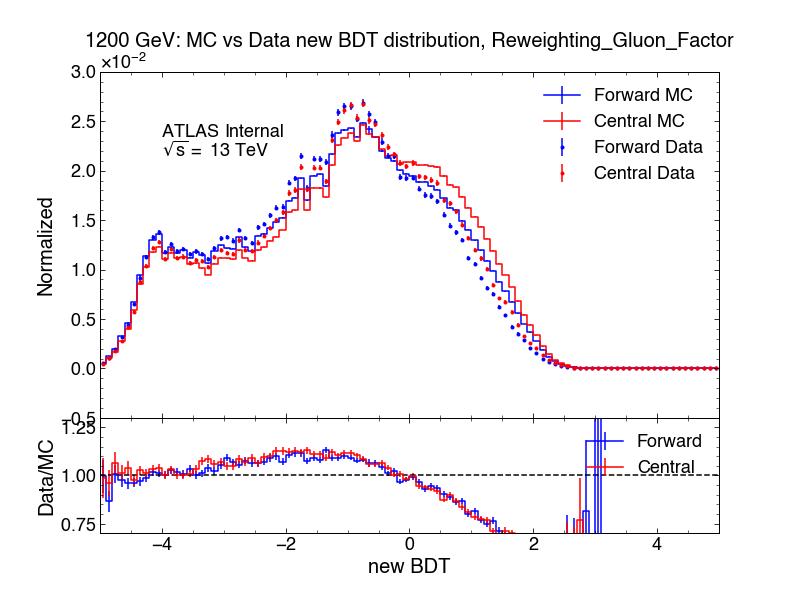 1200 GeV: MC vs Data new BDT distribution, Reweighting_Gluon_Factor
×10−2
3.0
2.5
2.0
1.5
1.0
0.5
0.0
−0.5
Normalized
ATLAS Internal
√s = 13 TeV
Forward MC
Central MC
Forward Data
Central Data
1.25
1.00
0.75
Data/MC
Forward
Central
−4 −2 0 2 4
new BDT